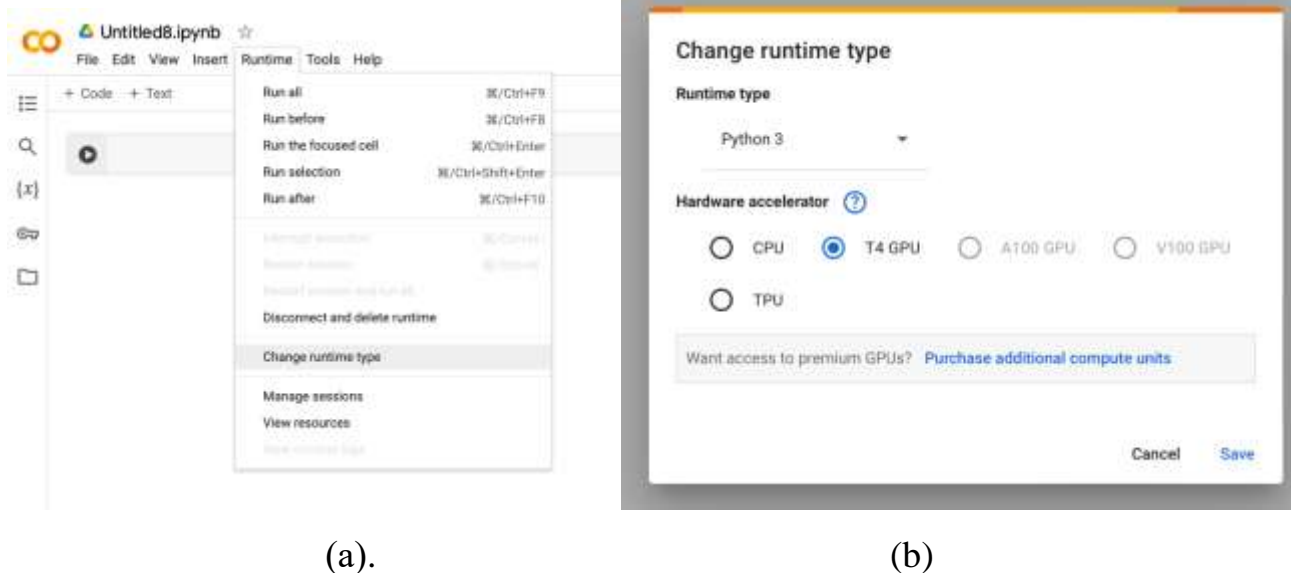 CO
Untitled8.ipynb
File Edit View Insert Runtime Tools Help
+ Code + Text
Run all ⌘/Ctrl+F9
Run before ⌘/Ctrl+F8
Run the focused cell ⌘/Ctrl+Enter
Run selection ⌘/Ctrl+Shift+Enter
Run after ⌘/Ctrl+F10
{x}
Disconnect and delete runtime
Change runtime type
Manage sessions
View resources
Change runtime type
Runtime type
Python 3
Hardware accelerator ?
CPU T4 GPU A100 GPU V100 GPU
TPU
Want access to premium GPUs? Purchase additional compute units
Cancel Save
(a). (b)